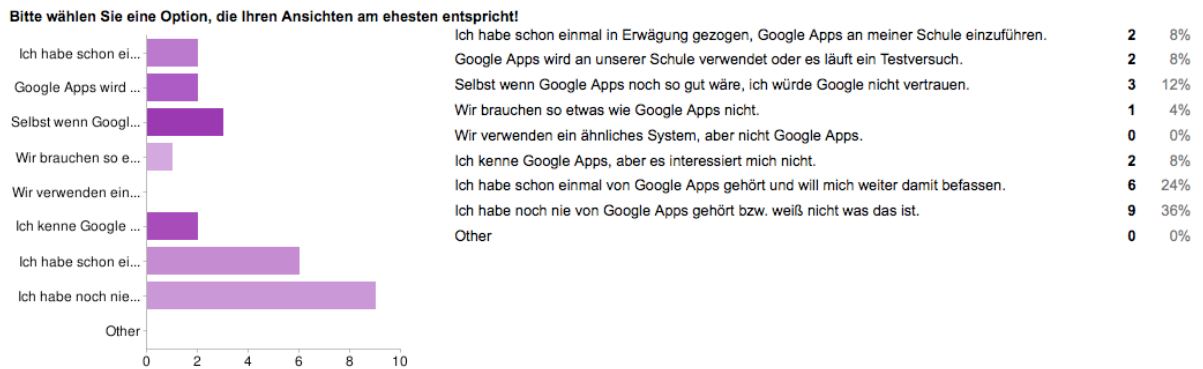 Bitte wählen Sie eine Option, die Ihren Ansichten am ehesten entspricht!
Ich habe schon ei...
Google Apps wird ...
Selbst wenn Googl...
Wir brauchen so e...
Wir verwenden ein...
Ich kenne Google ...
Ich habe schon ei...
Ich habe noch nie...
Other
0 2 4 6 8 10
Ich habe schon einmal in Erwägung gezogen, Google Apps an meiner Schule einzuführen. 2 8%
Google Apps wird an unserer Schule verwendet oder es läuft ein Testversuch. 2 8%
Selbst wenn Google Apps noch so gut wäre, ich würde Google nicht vertrauen. 3 12%
Wir brauchen so etwas wie Google Apps nicht. 1 4%
Wir verwenden ein ähnliches System, aber nicht Google Apps. 0 0%
Ich kenne Google Apps, aber es interessiert mich nicht. 2 8%
Ich habe schon einmal von Google Apps gehört und will mich weiter damit befassen. 6 24%
Ich habe noch nie von Google Apps gehört bzw. weiß nicht was das ist. 9 36%
Other 0 0%